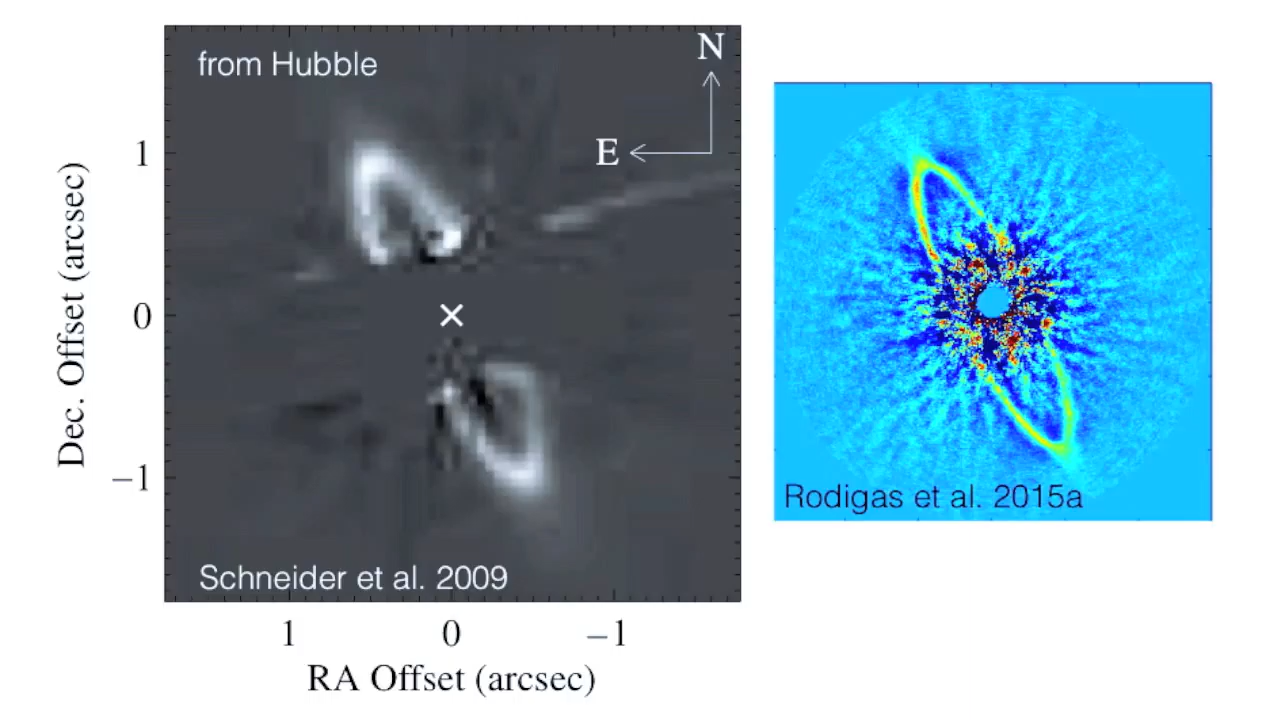 from Hubble
N
E
1
0
−1
Dec. Offset (arcsec)
Schneider et al. 2009
1 0 −1
RA Offset (arcsec)
Rodigas et al. 2015a